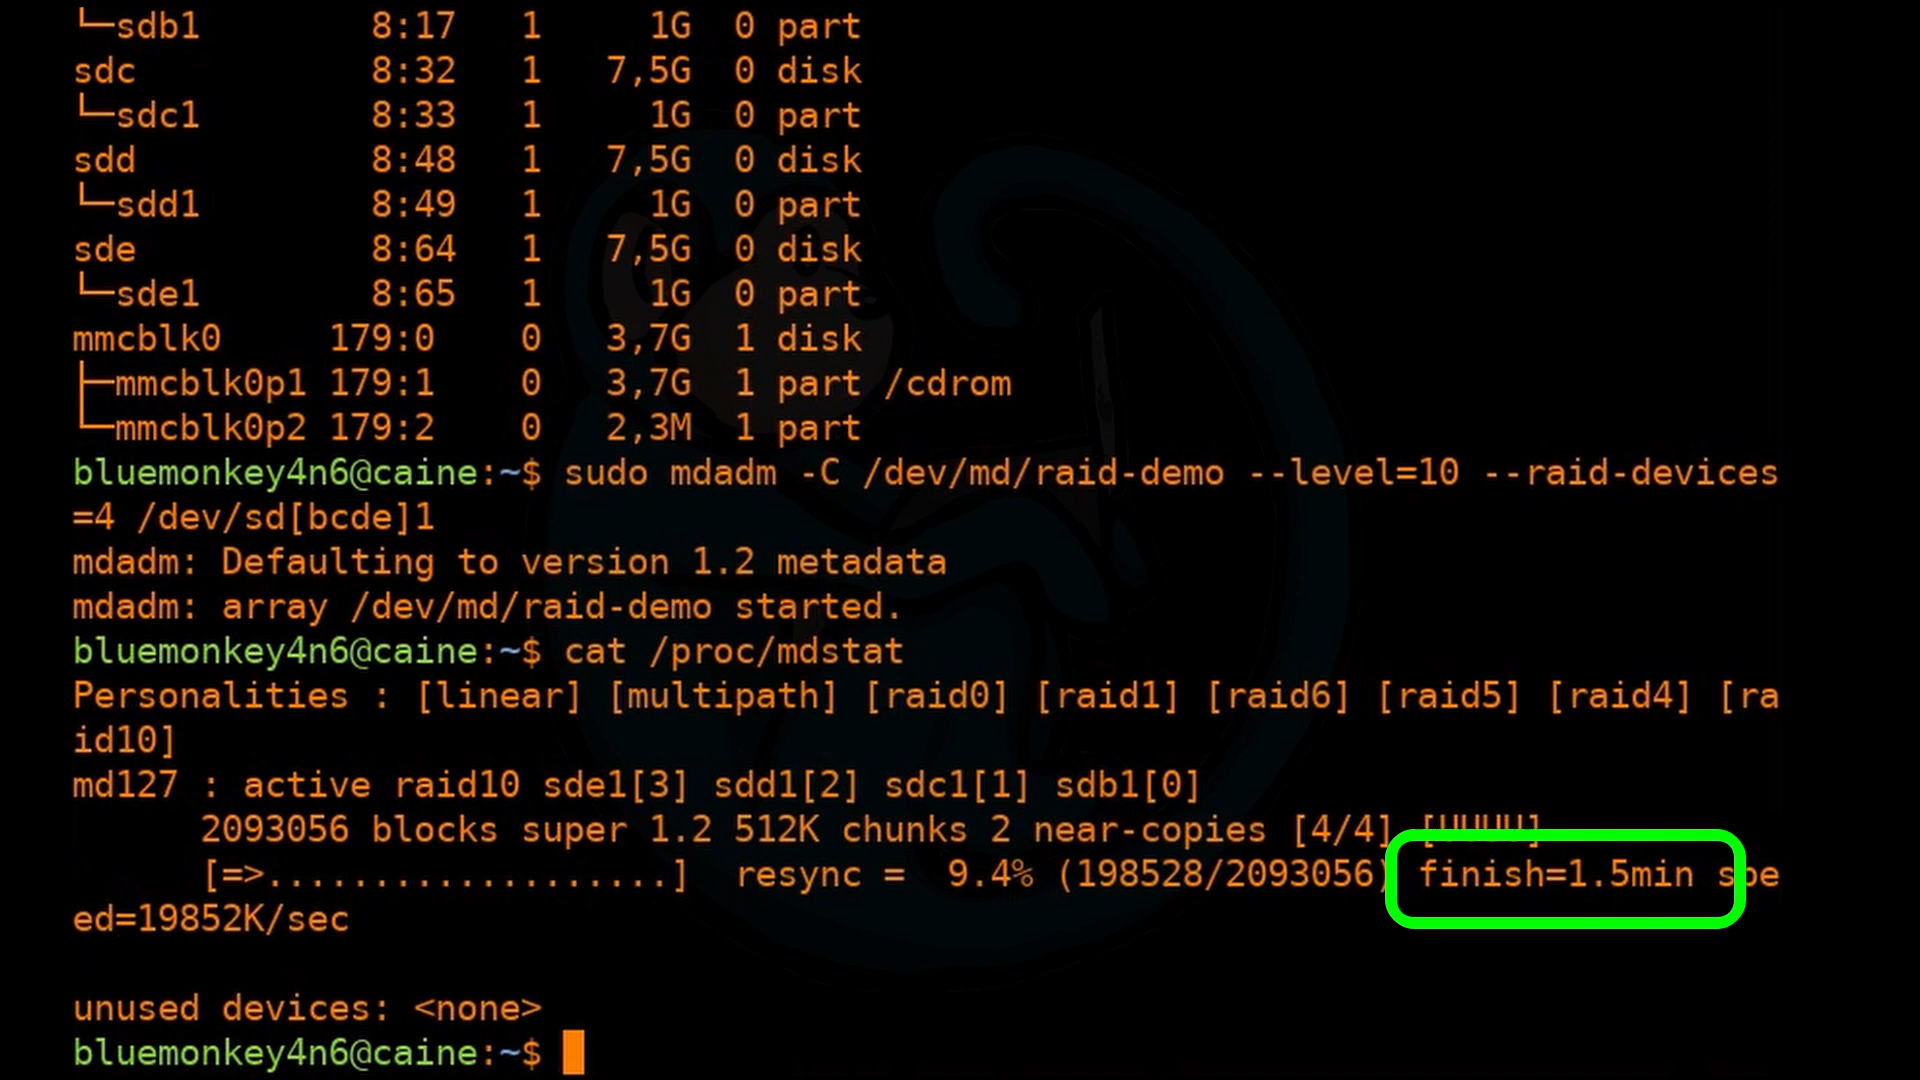 └─sdb1        8:17   1     1G  0 part
sdc           8:32   1   7,5G  0 disk
└─sdc1        8:33   1     1G  0 part
sdd           8:48   1   7,5G  0 disk
└─sdd1        8:49   1     1G  0 part
sde           8:64   1   7,5G  0 disk
└─sde1        8:65   1     1G  0 part
mmcblk0     179:0    0   3,7G  1 disk
├─mmcblk0p1 179:1    0   3,7G  1 part /cdrom
└─mmcblk0p2 179:2    0   2,3M  1 part
bluemonkey4n6@caine:~$ sudo mdadm -C /dev/md/raid-demo --level=10 --raid-devices
=4 /dev/sd[bcde]1
mdadm: Defaulting to version 1.2 metadata
mdadm: array /dev/md/raid-demo started.
bluemonkey4n6@caine:~$ cat /proc/mdstat
Personalities : [linear] [multipath] [raid0] [raid1] [raid6] [raid5] [raid4] [ra
id10]
md127 : active raid10 sde1[3] sdd1[2] sdc1[1] sdb1[0]
      2093056 blocks super 1.2 512K chunks 2 near-copies [4/4] [UUUU]
      [=>...................]  resync =  9.4% (198528/2093056) finish=1.5min spe
ed=19852K/sec

unused devices: <none>
bluemonkey4n6@caine:~$